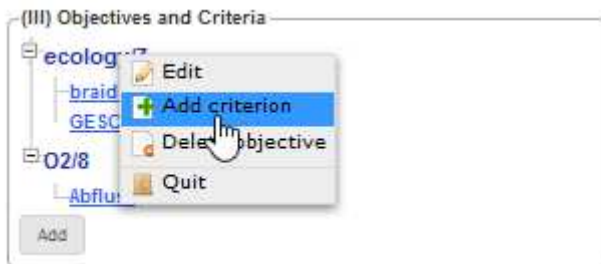 (III) Objectives and Criteria
ecology/7
Edit
braid
Add criterion
GESC
Delete objective
O2/8
Quit
Abflus
Add